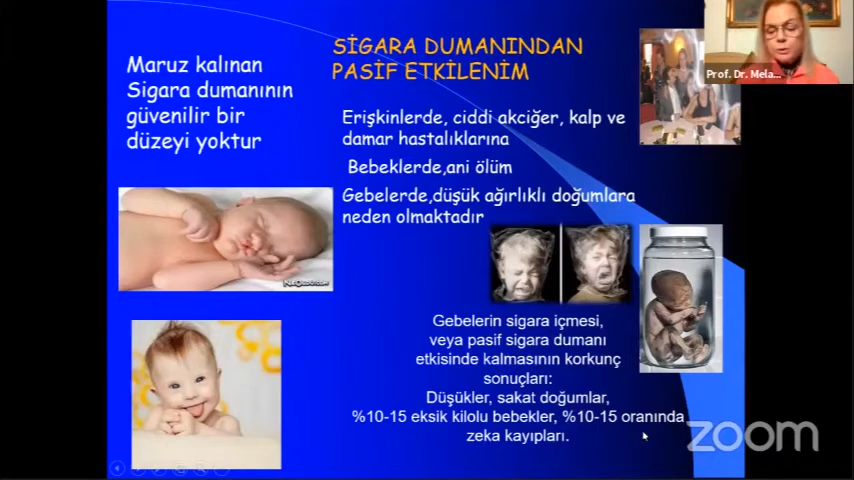 Maruz kalınan
Sigara dumanının
güvenilir bir
düzeyi yoktur
SİGARA DUMANINDAN
PASİF ETKİLENİM
Erişkinlerde, ciddi akciğer, kalp ve
damar hastalıklarına
Bebeklerde,ani ölüm
Gebelerde,düşük ağırlıklı doğumlara
neden olmaktadır
Gebelerin sigara içmesi,
veya pasif sigara dumanı
etkisinde kalmasının korkunç
sonuçları:
Düşükler, sakat doğumlar,
%10-15 eksik kilolu bebekler, %10-15 oranında
zeka kayıpları.
Prof. Dr. Mela...
zoom